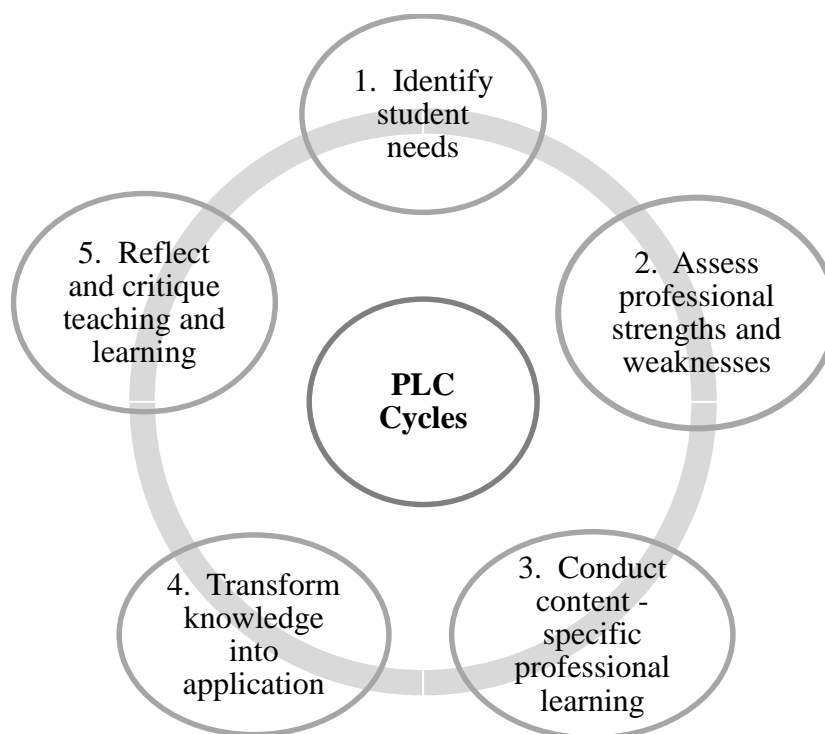 1. Identify
student
needs
2. Assess
professional
strengths and
weaknesses
3. Conduct
content -
specific
professional
learning
4. Transform
knowledge
into
application
5. Reflect
and critique
teaching and
learning
PLC
Cycles